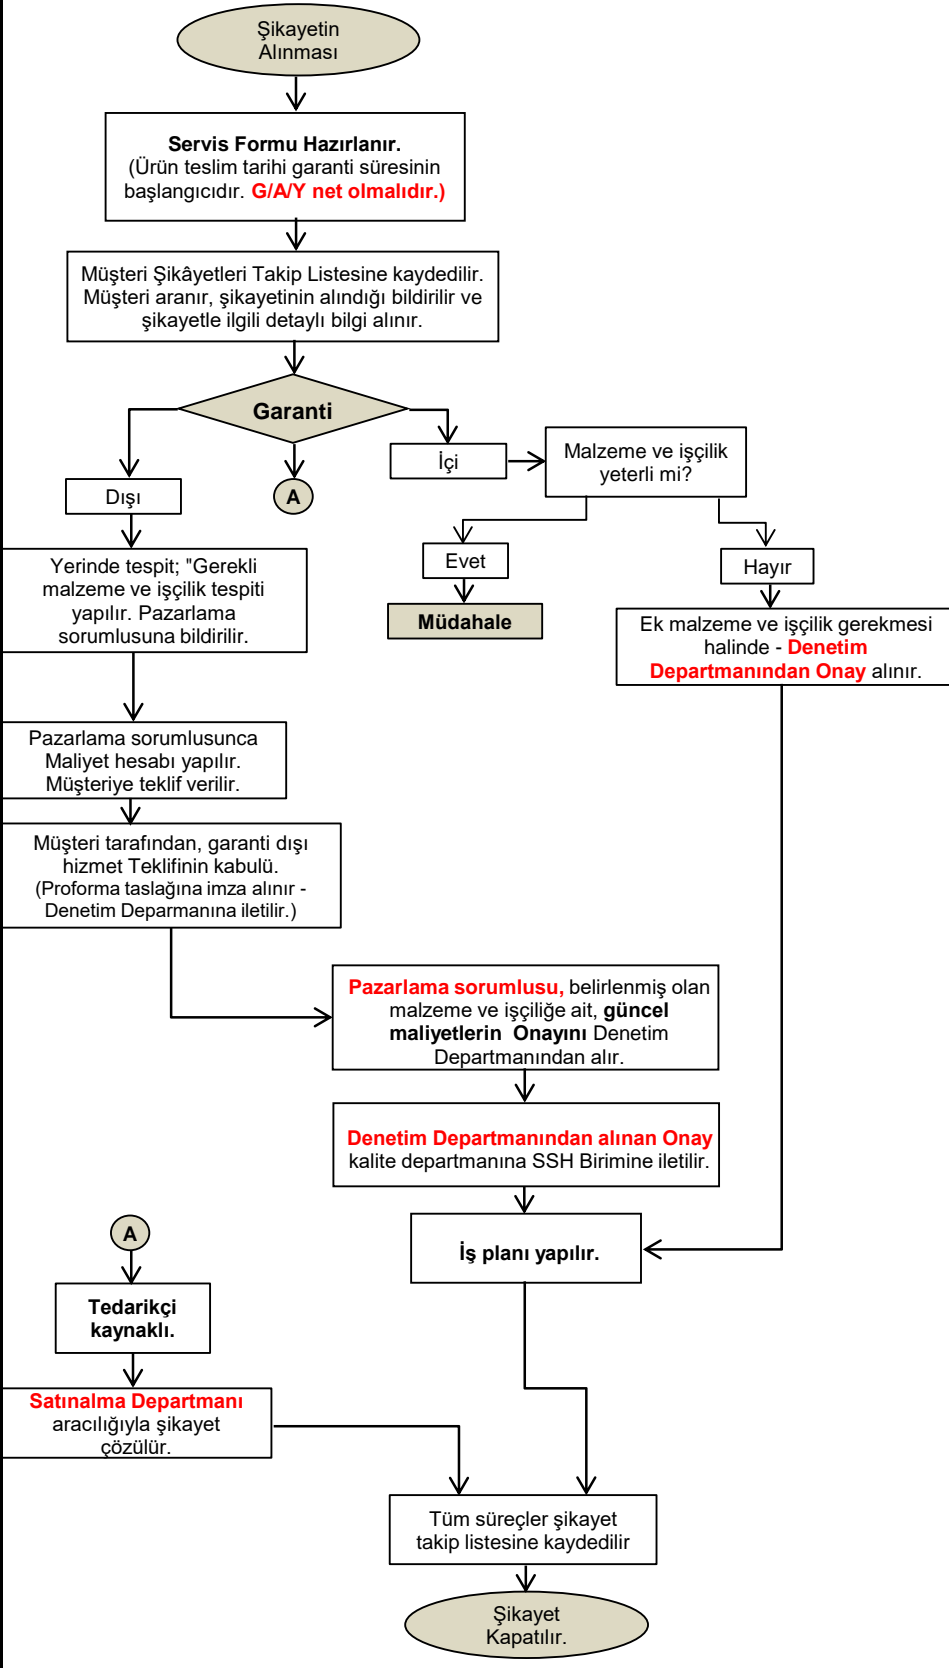 Şikayetin
Alınması
Servis Formu Hazırlanır.
(Ürün teslim tarihi garanti süresinin
başlangıcıdır. G/A/Y net olmalıdır.)
Müşteri Şikâyetleri Takip Listesine kaydedilir.
Müşteri aranır, şikayetinin alındığı bildirilir ve
şikayetle ilgili detaylı bilgi alınır.
Garanti
Dışı
A
İçi
Malzeme ve işçilik
yeterli mi?
Evet
Hayır
Müdahale
Ek malzeme ve işçilik gerekmesi
halinde - Denetim
Departmanından Onay alınır.
Yerinde tespit; "Gerekli
malzeme ve işçilik tespiti
yapılır. Pazarlama
sorumlusuna bildirilir.
Pazarlama sorumlusunca
Maliyet hesabı yapılır.
Müşteriye teklif verilir.
Müşteri tarafından, garanti dışı
hizmet Teklifinin kabulü.
(Proforma taslağına imza alınır -
Denetim Deparmanına iletilir.)
Pazarlama sorumlusu, belirlenmiş olan
malzeme ve işçiliğe ait, güncel
maliyetlerin Onayını Denetim
Departmanından alır.
Denetim Departmanından alınan Onay
kalite departmanına SSH Birimine iletilir.
İş planı yapılır.
A
Tedarikçi
kaynaklı.
Satınalma Departmanı
aracılığıyla şikayet
çözülür.
Tüm süreçler şikayet
takip listesine kaydedilir
Şikayet
Kapatılır.